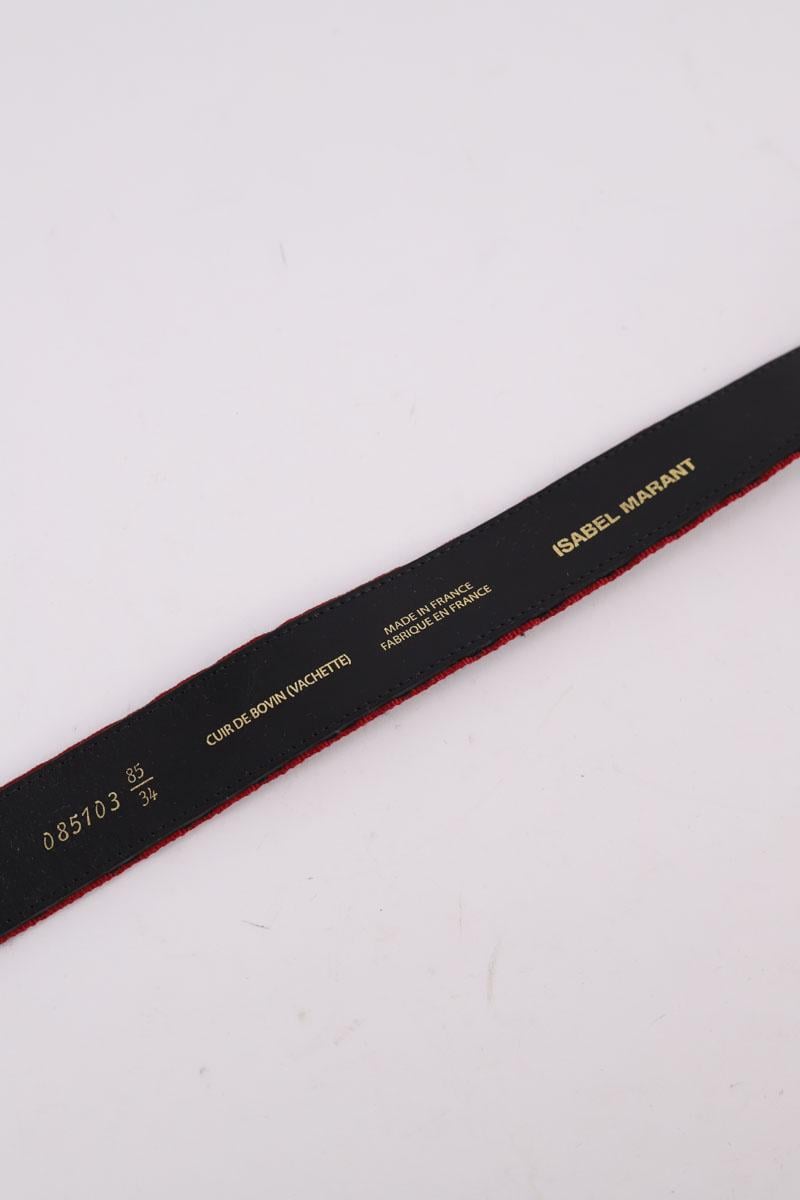 085103 85/34
CUIR DE BOVIN (VACHETTE)
MADE IN FRANCE
FABRIQUE EN FRANCE
ISABEL MARANT